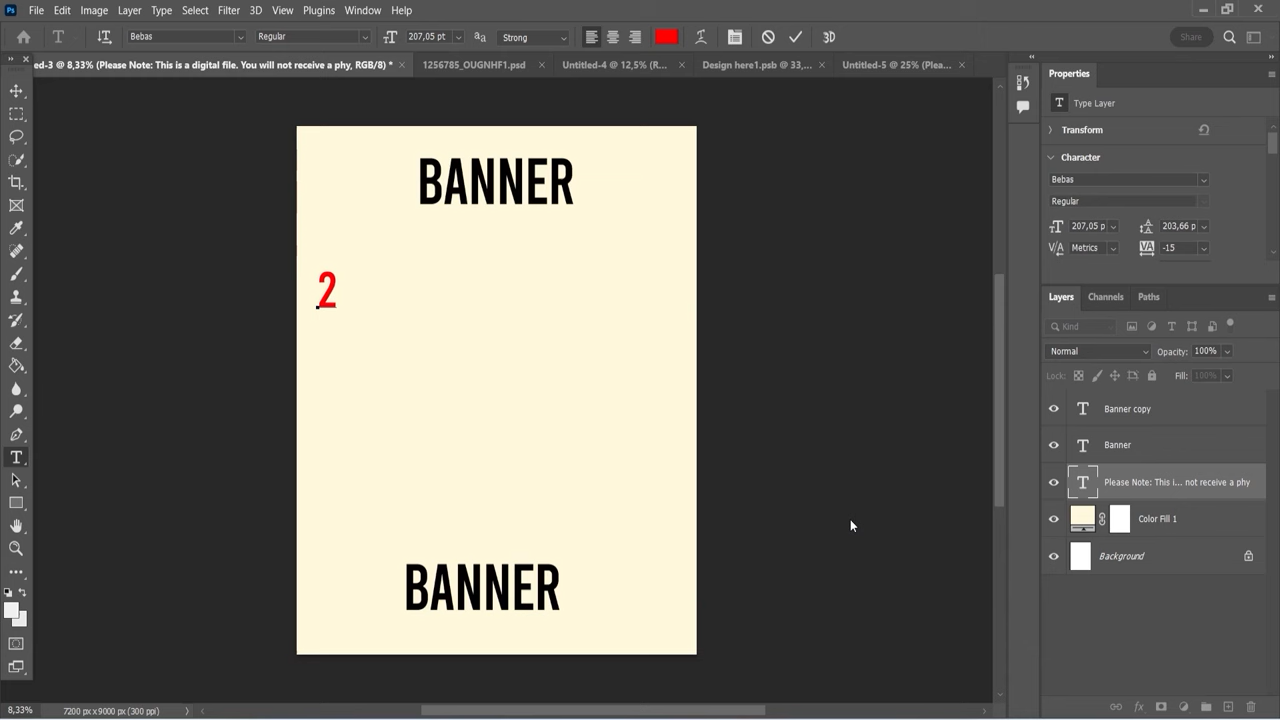 Ps File Edit Image Layer Type Select Filter 3D View Plugins Window Help
T Bebas Regular 207,05 pt Strong 3D Share
ed-3 @ 8,33% (Please Note: This is a digital file. You will not receive a phy, RGB/8) * 1256785_OUGNHF1.psd Untitled-4 @ 12,5% (R... Design here1.psb @ 33,... Untitled-5 @ 25% (Plea...
Properties
T Type Layer
Transform
Character
Bebas
Regular
207,05 p 203,66 p
Metrics -15
BANNER
2
BANNER
Layers Channels Paths
Kind
Normal Opacity: 100%
Lock: Fill: 100%
T Banner copy
T Banner
T Please Note: This i... not receive a phy
Color Fill 1
Background
8,33% 7200 px x 9000 px (300 ppi)